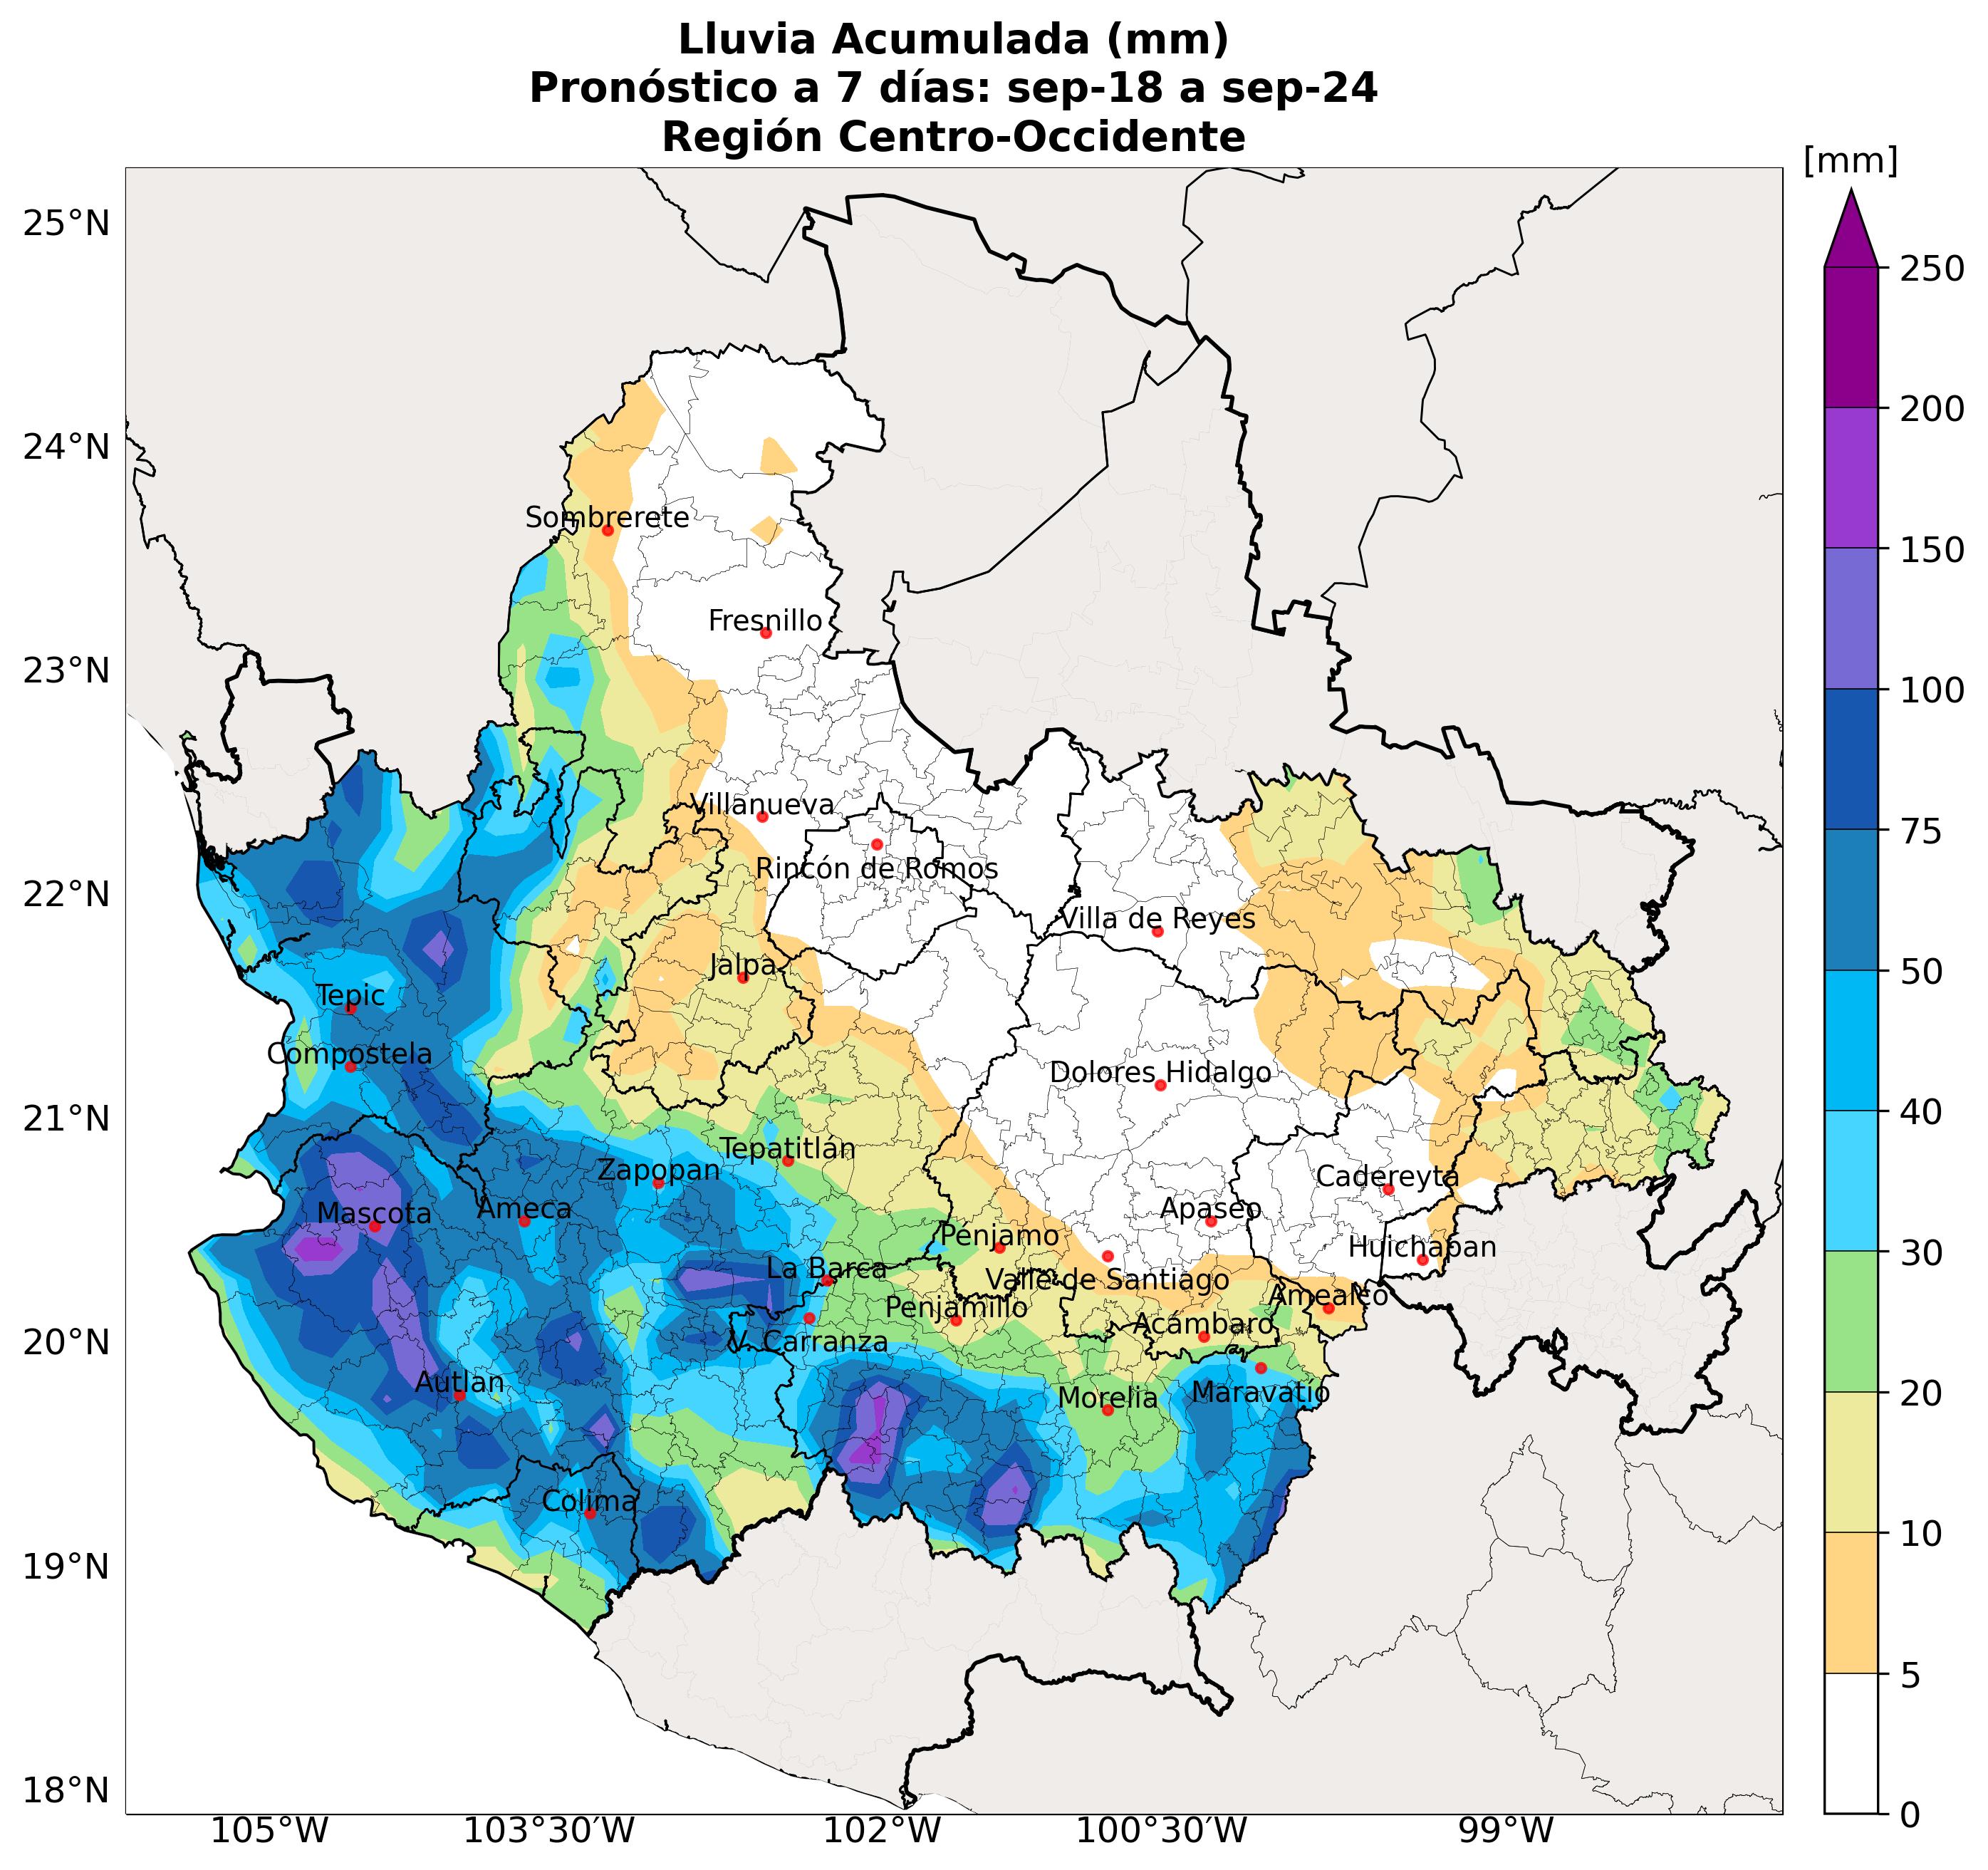 Lluvia Acumulada (mm)
Pronóstico a 7 días: sep-18 a sep-24
Región Centro-Occidente
[mm]
25°N
24°N
23°N
22°N
21°N
20°N
19°N
18°N
250
200
150
100
75
50
40
30
20
10
5
0
Sombrerete
Fresnillo
Villanueva
Rincón de Romos
Villa de Reyes
Jalpa
Tepic
Compostela
Dolores Hidalgo
Tepatitlán
Zapopan
Cadereyta
Ameca
Mascota
Apaseo
Penjamo
Huichapan
La Barca
Valle de Santiago
Amealco
Penjamillo
Acámbaro
V. Carranza
Autlan
Morelia
Maravatío
Colima
105°W
103°30'W
102°W
100°30'W
99°W